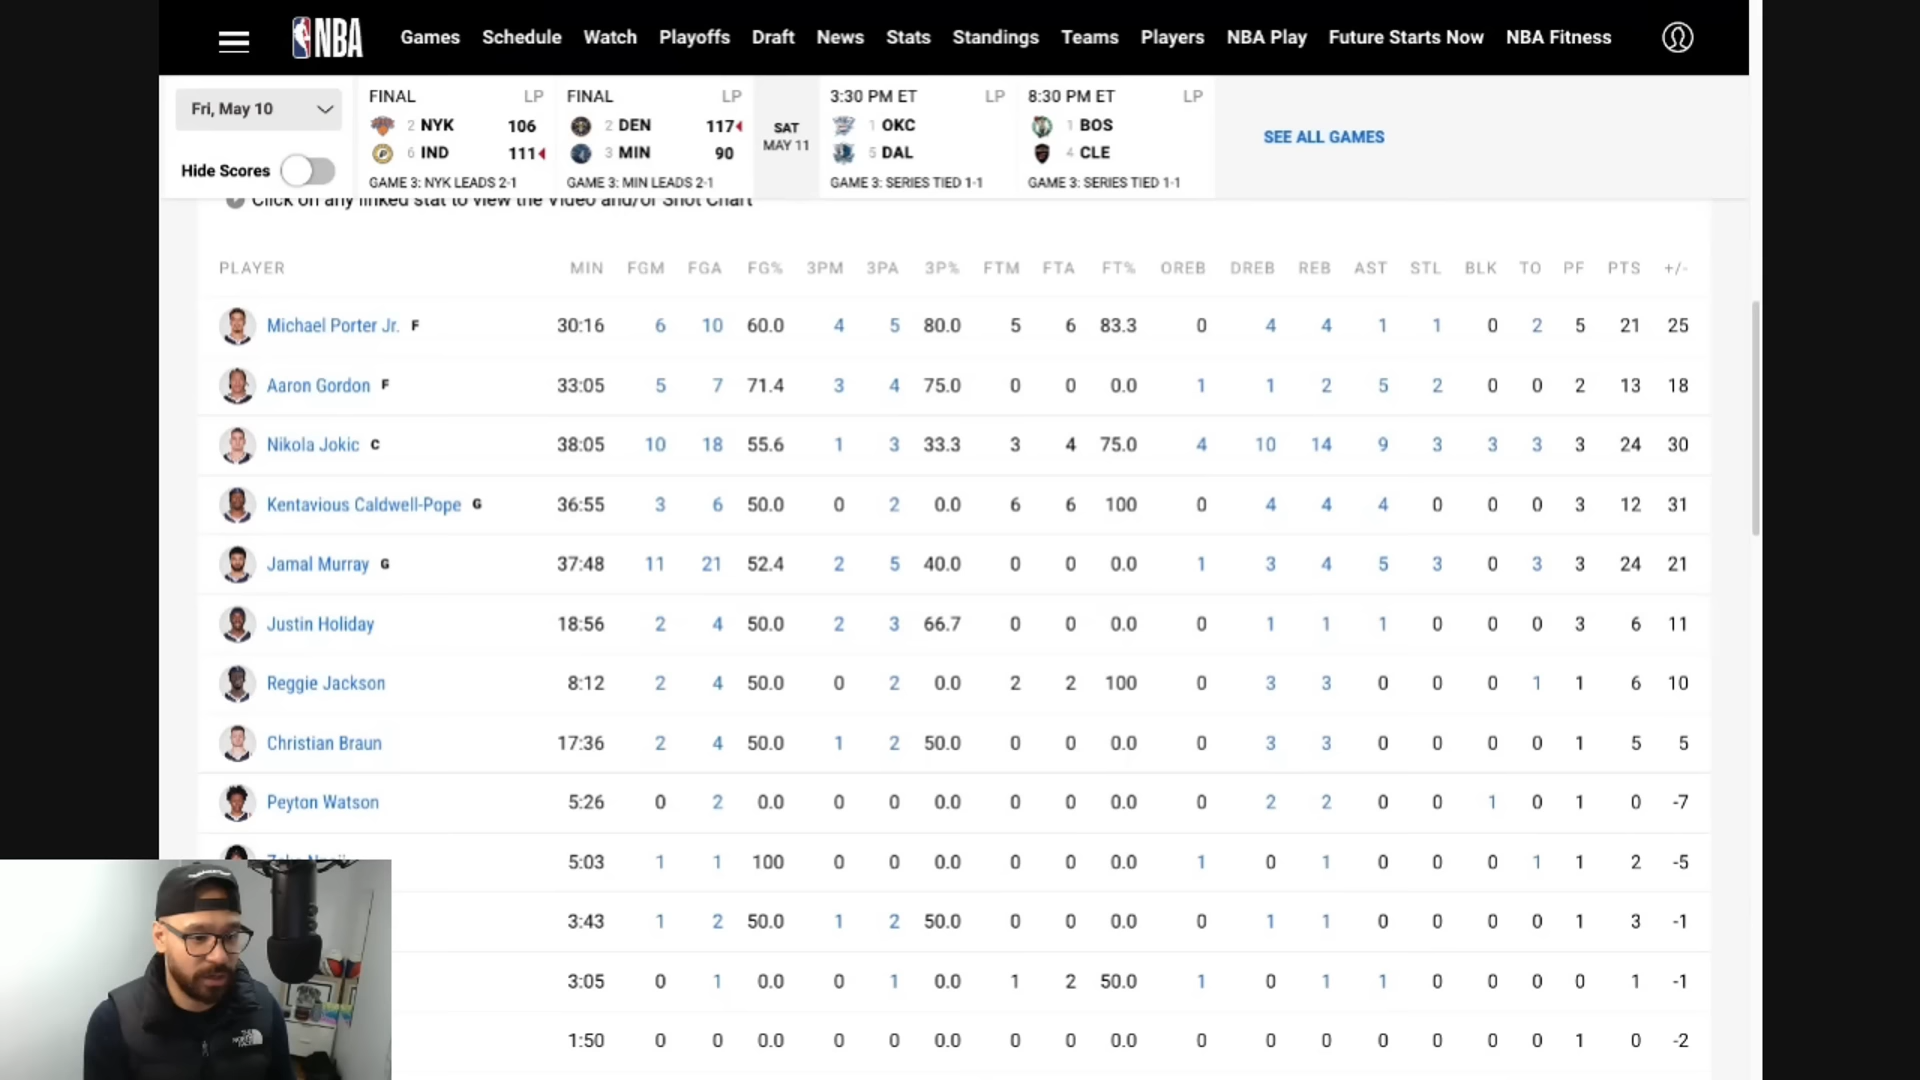 NBA Games Schedule Watch Playoffs Draft News Stats Standings Teams Players NBA Play Future Starts Now NBA Fitness
Fri, May 10
Hide Scores
FINAL LP
2 NYK 106
6 IND 111
GAME 3: NYK LEADS 2-1
FINAL LP
2 DEN 117
3 MIN 90
GAME 3: MIN LEADS 2-1
SAT
MAY 11
3:30 PM ET LP
1 OKC
5 DAL
GAME 3: SERIES TIED 1-1
8:30 PM ET LP
1 BOS
4 CLE
GAME 3: SERIES TIED 1-1
SEE ALL GAMES
Click on any linked stat to view the Video and/or Shot Chart
PLAYER MIN FGM FGA FG% 3PM 3PA 3P% FTM FTA FT% OREB DREB REB AST STL BLK TO PF PTS +/-
Michael Porter Jr. F 30:16 6 10 60.0 4 5 80.0 5 6 83.3 0 4 4 1 1 0 2 5 21 25
Aaron Gordon F 33:05 5 7 71.4 3 4 75.0 0 0 0.0 1 1 2 5 2 0 0 2 13 18
Nikola Jokic C 38:05 10 18 55.6 1 3 33.3 3 4 75.0 4 10 14 9 3 3 3 3 24 30
Kentavious Caldwell-Pope G 36:55 3 6 50.0 0 2 0.0 6 6 100 0 4 4 4 0 0 0 3 12 31
Jamal Murray G 37:48 11 21 52.4 2 5 40.0 0 0 0.0 1 3 4 5 3 0 3 3 24 21
Justin Holiday 18:56 2 4 50.0 2 3 66.7 0 0 0.0 0 1 1 1 0 0 0 3 6 11
Reggie Jackson 8:12 2 4 50.0 0 2 0.0 2 2 100 0 3 3 0 0 0 1 1 6 10
Christian Braun 17:36 2 4 50.0 1 2 50.0 0 0 0.0 0 3 3 0 0 0 0 1 5 5
Peyton Watson 5:26 0 2 0.0 0 0 0.0 0 0 0.0 0 2 2 0 0 1 0 1 0 -7
5:03 1 1 100 0 0 0.0 0 0 0.0 1 0 1 0 0 0 1 1 2 -5
3:43 1 2 50.0 1 2 50.0 0 0 0.0 0 1 1 0 0 0 0 1 3 -1
3:05 0 1 0.0 0 1 0.0 1 2 50.0 1 0 1 1 0 0 0 0 1 -1
1:50 0 0 0.0 0 0 0.0 0 0 0.0 0 0 0 0 0 0 0 1 0 -2
THE
NORTH
FACE